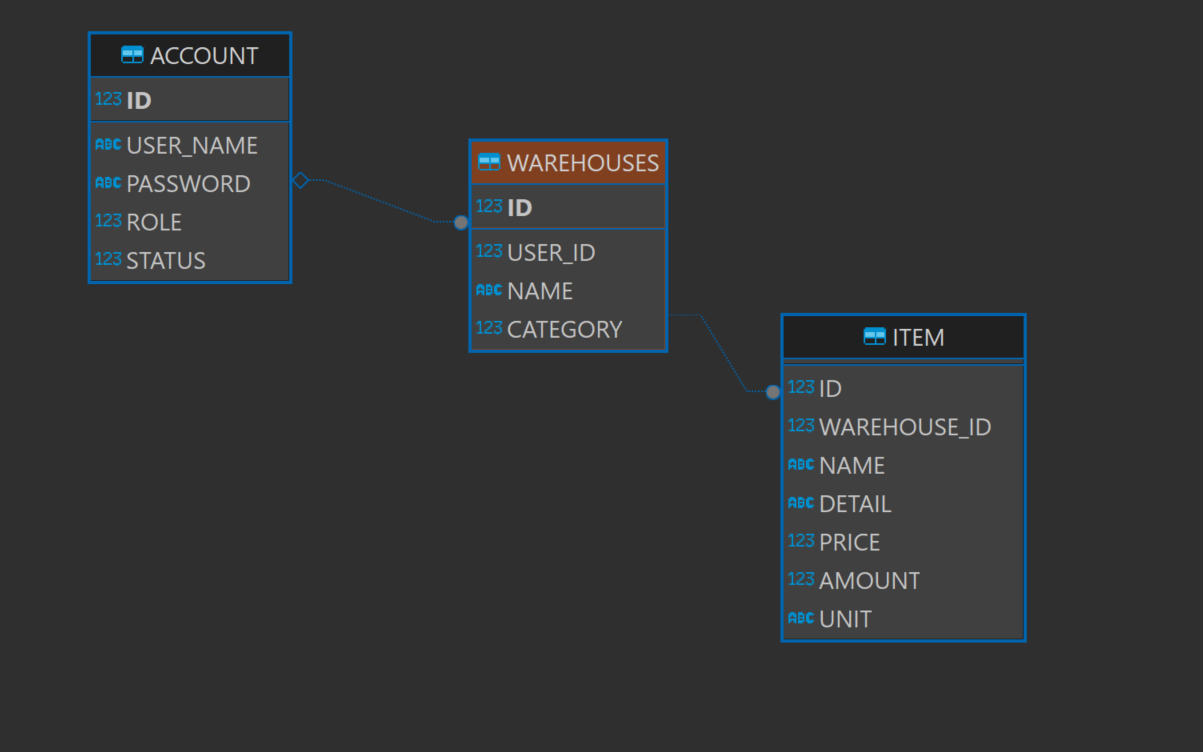 ACCOUNT
123 ID
ABC USER_NAME
ABC PASSWORD
123 ROLE
123 STATUS
WAREHOUSES
123 ID
123 USER_ID
ABC NAME
123 CATEGORY
ITEM
123 ID
123 WAREHOUSE_ID
ABC NAME
ABC DETAIL
123 PRICE
123 AMOUNT
ABC UNIT